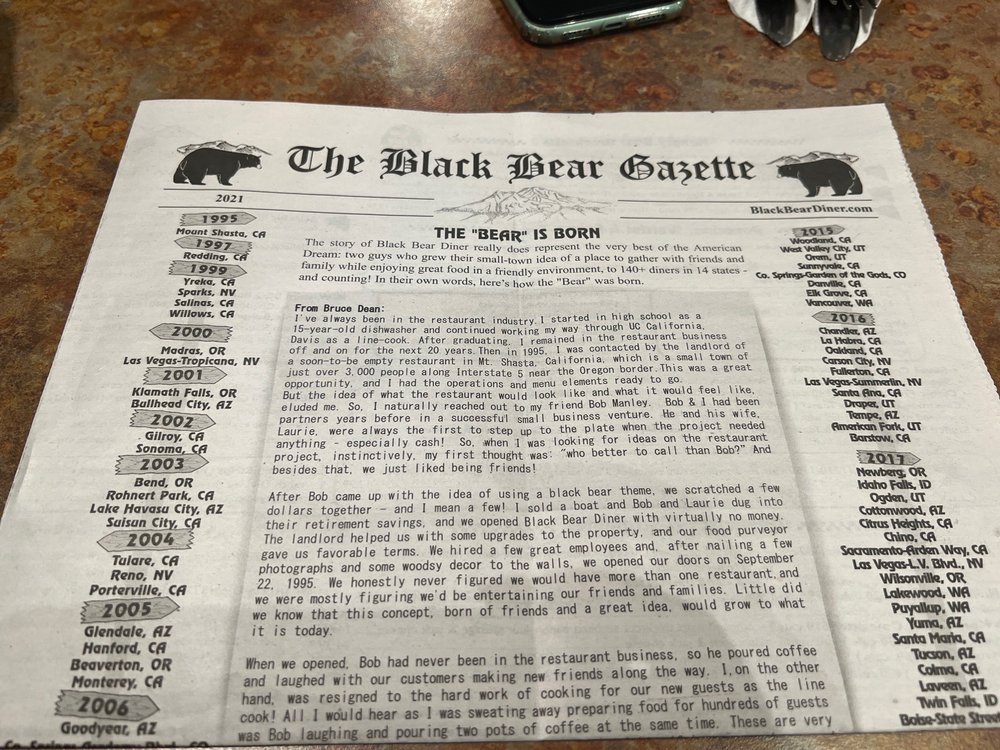 The Black Bear Gazette
2021
BlackBearDiner.com
1995
Mount Shasta, CA
1997
Redding, CA
1999
Yreka, CA
Sparks, NV
Salinas, CA
Willows, CA
2000
Madras, OR
Las Vegas-Tropicana, NV
2001
Klamath Falls, OR
Bullhead City, AZ
2002
Gilroy, CA
Sonoma, CA
2003
Bend, OR
Rohnert Park, CA
Lake Havasu City, AZ
Suisun City, CA
2004
Tulare, CA
Reno, NV
Porterville, CA
2005
Glendale, AZ
Hanford, CA
Beaverton, OR
Monterey, CA
2006
Goodyear, AZ
THE "BEAR" IS BORN
The story of Black Bear Diner really does represent the very best of the American
Dream: two guys who grew their small-town idea of a place to gather with friends and
family while enjoying great food in a friendly environment, to 140+ diners in 14 states -
and counting! In their own words, here's how the "Bear" was born.
From Bruce Dean:
I've always been in the restaurant industry. I started in high school as a
15-year-old dishwasher and continued working my way through UC California,
Davis as a line-cook. After graduating, I remained in the restaurant business
off and on for the next 20 years. Then in 1995, I was contacted by the landlord of
a soon-to-be empty restaurant in Mt. Shasta, California, which is a small town of
just over 3,000 people along Interstate 5 near the Oregon border. This was a great
opportunity, and I had the operations and menu elements ready to go.
But the idea of what the restaurant would look like and what it would feel like,
eluded me. So, I naturally reached out to my friend Bob Manley. Bob & I had been
partners years before in a successful small business venture. He and his wife,
Laurie, were always the first to step up to the plate when the project needed
anything - especially cash! So, when I was looking for ideas on the restaurant
project, instinctively, my first thought was: "who better to call than Bob?" And
besides that, we just liked being friends!
After Bob came up with the idea of using a black bear theme, we scratched a few
dollars together - and I mean a few! I sold a boat and Bob and Laurie dug into
their retirement savings, and we opened Black Bear Diner with virtually no money.
The landlord helped us with some upgrades to the property, and our food purveyor
gave us favorable terms. We hired a few great employees and, after nailing a few
photographs and some woodsy decor to the walls, we opened our doors on September
22, 1995. We honestly never figured we would have more than one restaurant, and
we were mostly figuring we'd be entertaining our friends and families. Little did
we know that this concept, born of friends and a great idea, would grow to what
it is today.
When we opened, Bob had never been in the restaurant business, so he poured coffee
and laughed with our customers making new friends along the way. I, on the other
hand, was resigned to the hard work of cooking for our new guests as the line
cook! All I would hear as I was sweating away preparing food for hundreds of guests
was Bob laughing and pouring two pots of coffee at the same time. These are very
2015
Woodland, CA
West Valley City, UT
Orem, UT
Sunnyvale, CA
Co. Springs-Garden of the Gods, CO
Danville, CA
Elk Grove, CA
Vancouver, WA
2016
Chandler, AZ
La Habra, CA
Oakland, CA
Carson City, NV
Fullerton, CA
Las Vegas-Summerlin, NV
Santa Ana, CA
Draper, UT
Tempe, AZ
American Fork, UT
Barstow, CA
2017
Newberg, OR
Idaho Falls, ID
Ogden, UT
Cottonwood, AZ
Citrus Heights, CA
Chino, CA
Sacramento-Arden Way, CA
Las Vegas-L.V. Blvd., NV
Wilsonville, OR
Lakewood, WA
Puyallup, WA
Yuma, AZ
Santa Maria, CA
Tucson, AZ
Colma, CA
Laveen, AZ
Twin Falls, ID
Boise-State Street